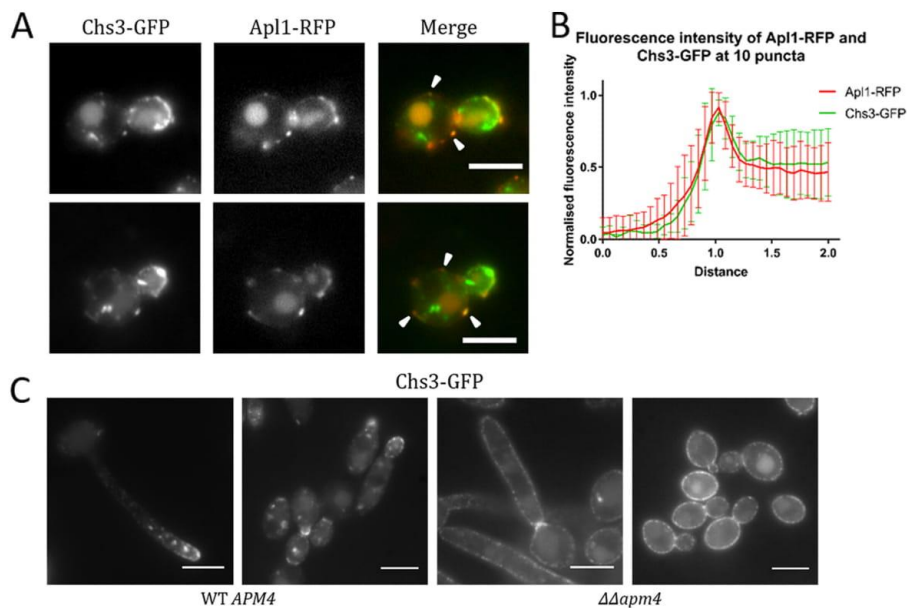 A
Chs3-GFP
Apl1-RFP
Merge
B
Fluorescence intensity of Apl1-RFP and
Chs3-GFP at 10 puncta
Normalised fluorescence intensity
1.0
0.5
0.0
0.0 0.5 1.0 1.5 2.0
Distance
Apl1-RFP
Chs3-GFP
C
Chs3-GFP
WT APM4
ΔΔapm4